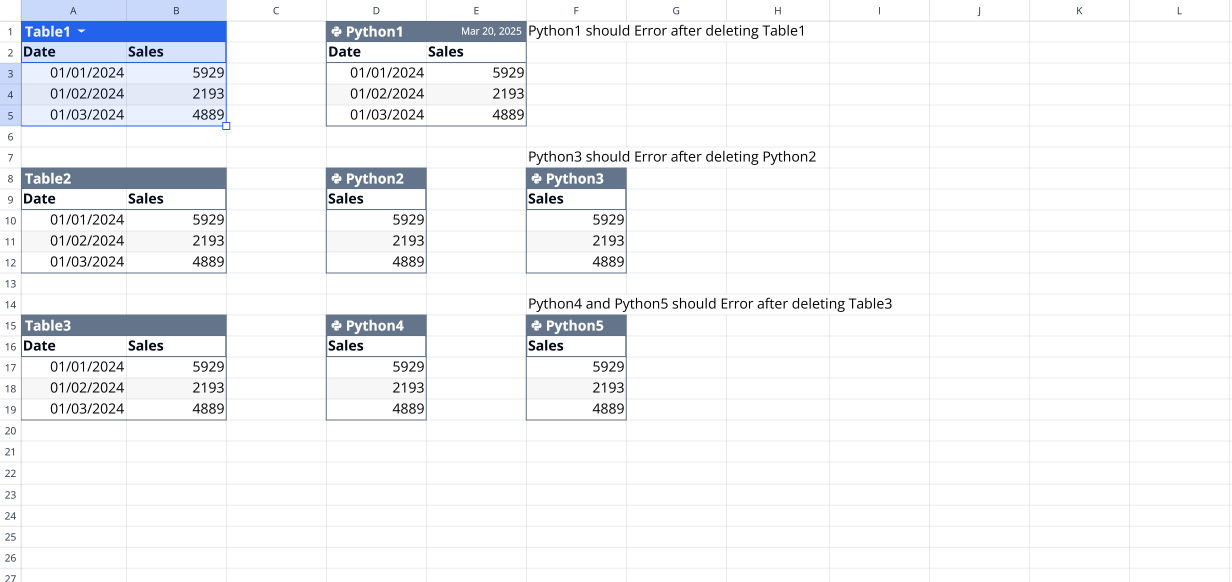 A B C D E F G H I J K L
1 Table1 Python1 Mar 20, 2025 Python1 should Error after deleting Table1
2 Date Sales Date Sales
3 01/01/2024 5929 01/01/2024 5929
4 01/02/2024 2193 01/02/2024 2193
5 01/03/2024 4889 01/03/2024 4889
6
7 Python3 should Error after deleting Python2
8 Table2 Python2 Python3
9 Date Sales Sales Sales
10 01/01/2024 5929 5929 5929
11 01/02/2024 2193 2193 2193
12 01/03/2024 4889 4889 4889
13
14 Python4 and Python5 should Error after deleting Table3
15 Table3 Python4 Python5
16 Date Sales Sales Sales
17 01/01/2024 5929 5929 5929
18 01/02/2024 2193 2193 2193
19 01/03/2024 4889 4889 4889
20
21
22
23
24
25
26
27